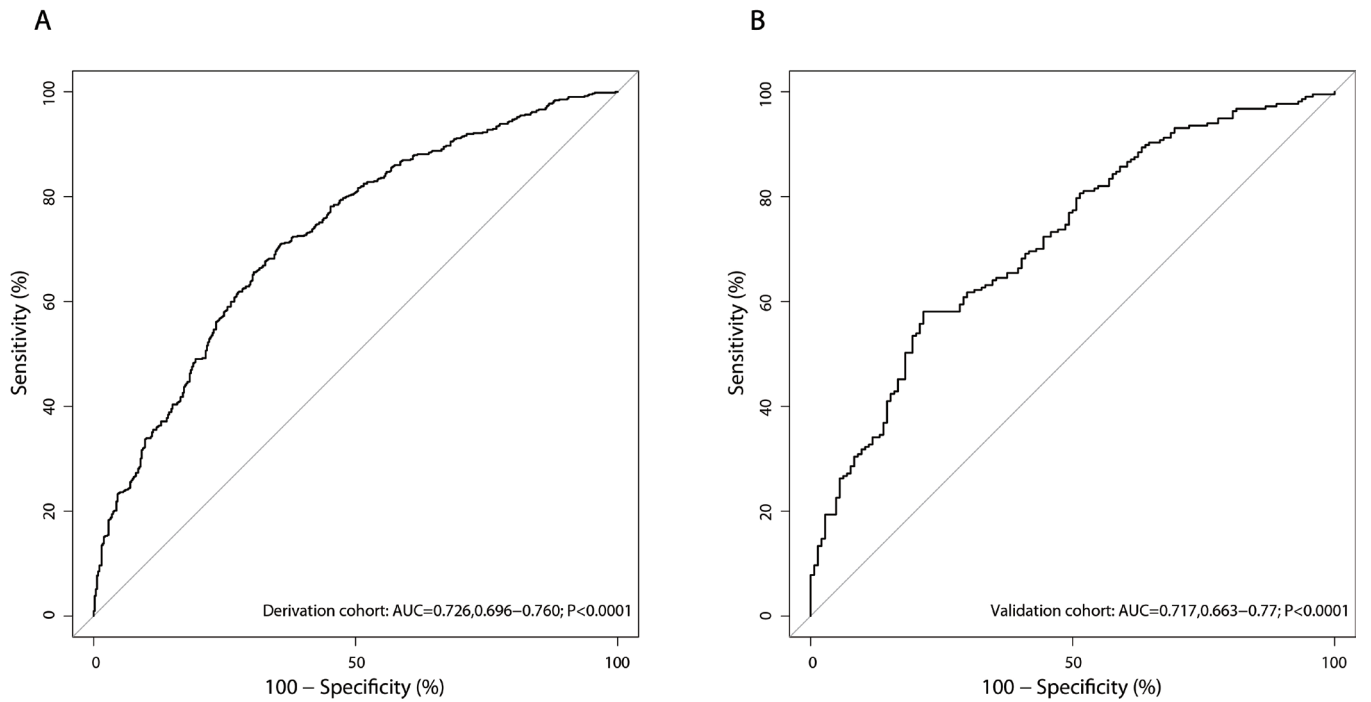 A
100
80
60
40
20
0
Sensitivity (%)
Derivation cohort: AUC=0.726,0.696−0.760; P<0.0001
0
50
100
100 − Specificity (%)
B
100
80
60
40
20
0
Sensitivity (%)
Validation cohort: AUC=0.717,0.663−0.77; P<0.0001
0
50
100
100 − Specificity (%)